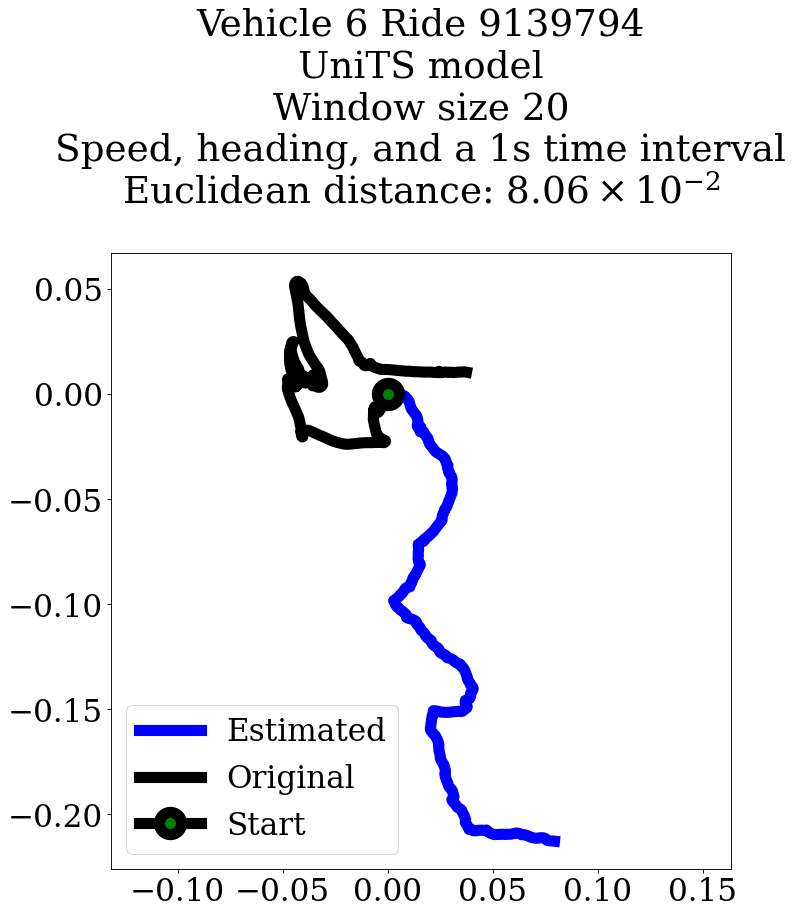 Vehicle 6 Ride 9139794
UniTS model
Window size 20
Speed, heading, and a 1s time interval
Euclidean distance: 8.06 × 10⁻²
0.05
0.00
−0.05
−0.10
−0.15
−0.20
Estimated
Original
Start
−0.10 −0.05 0.00 0.05 0.10 0.15